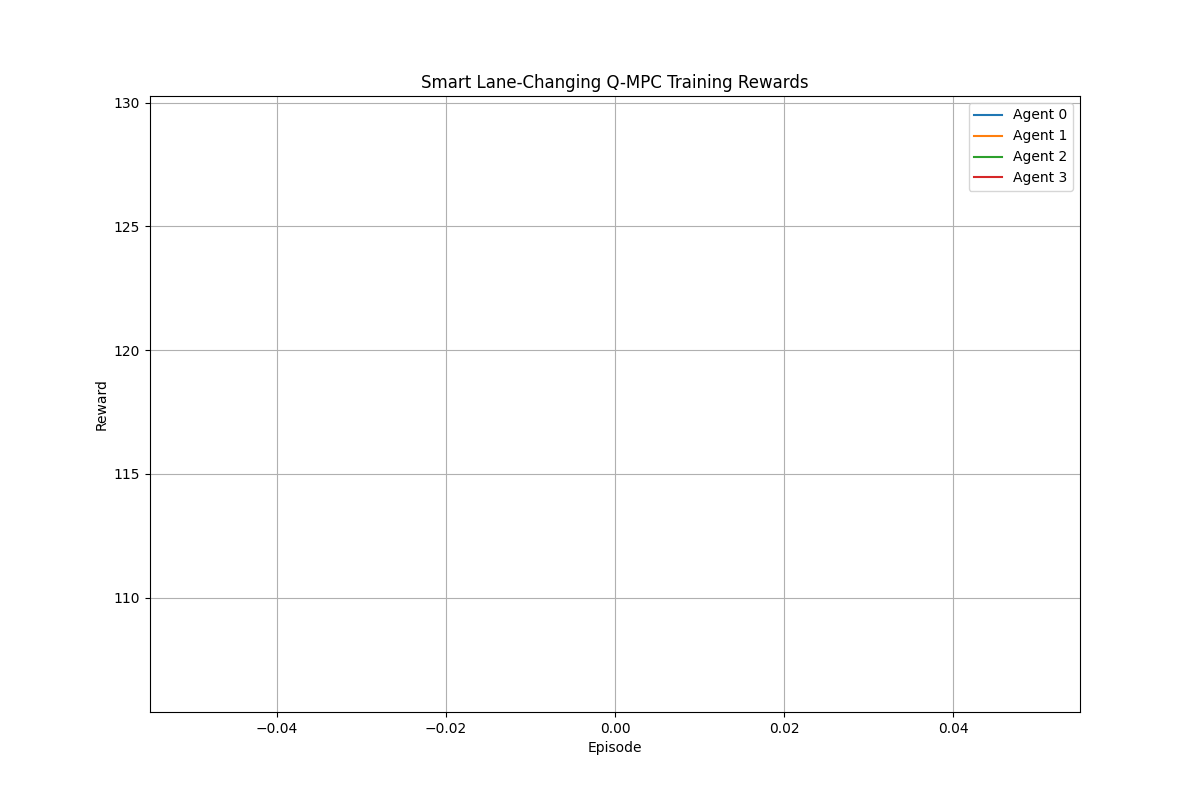 Smart Lane-Changing Q-MPC Training Rewards
130
125
120
115
110
Reward
Agent 0
Agent 1
Agent 2
Agent 3
−0.04
−0.02
0.00
0.02
0.04
Episode